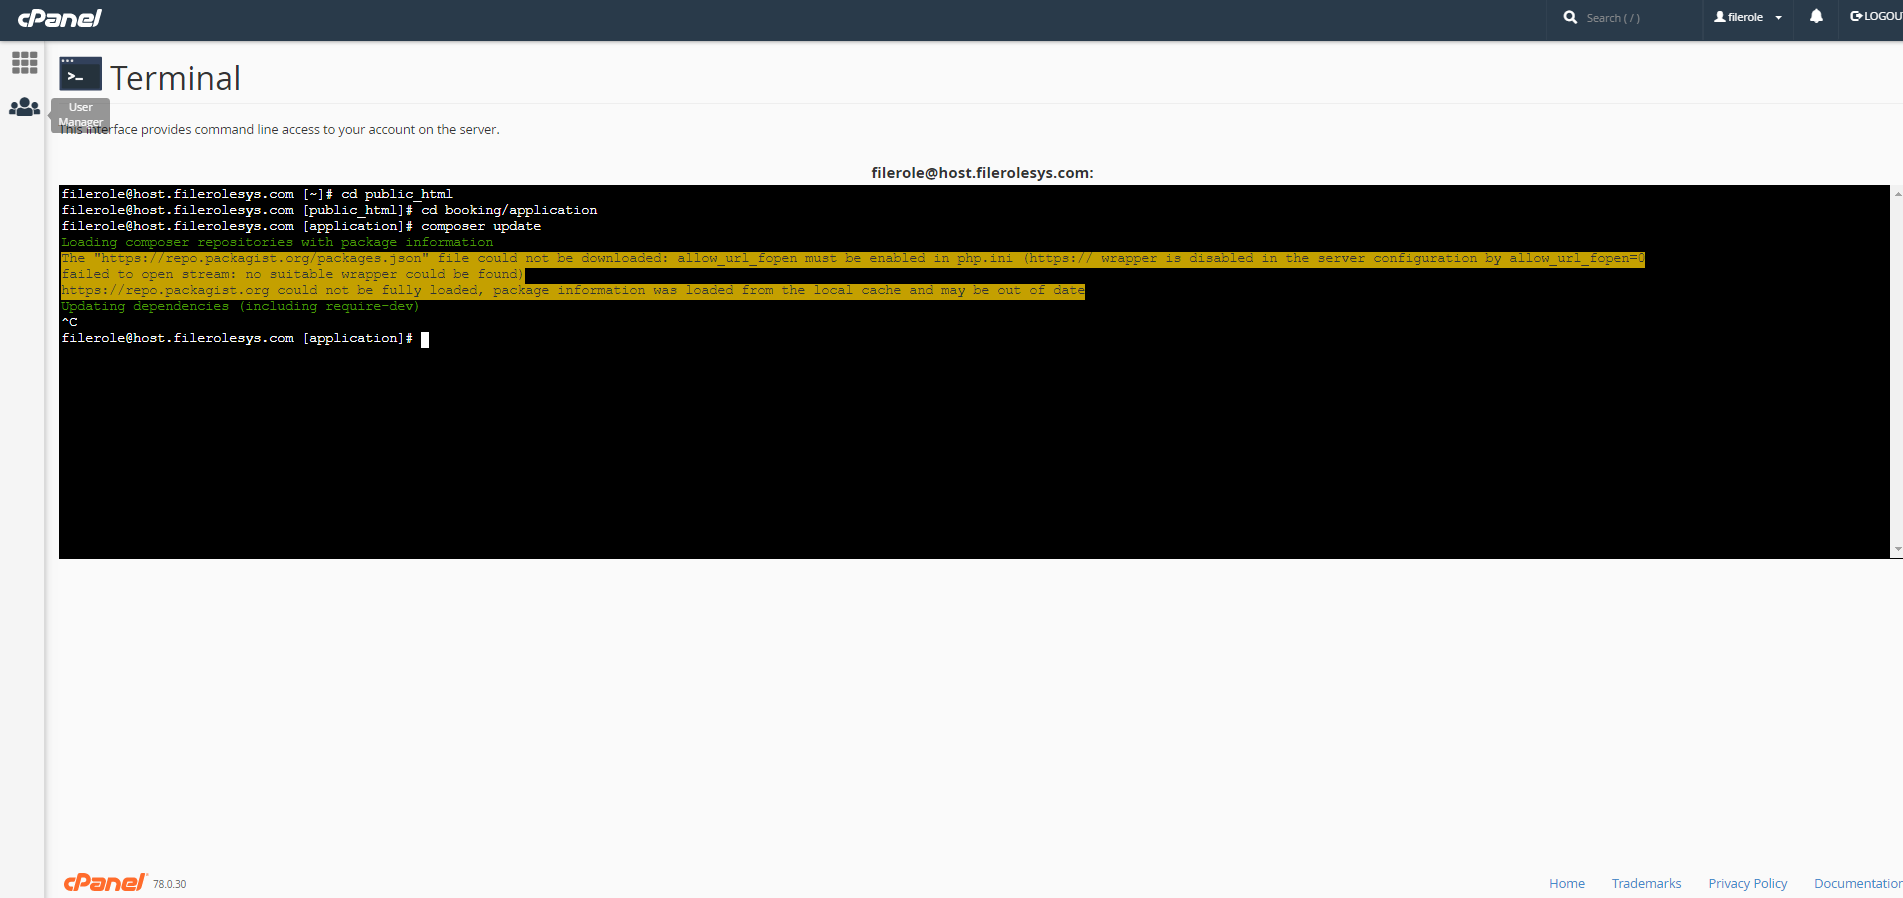 cPanel
Search ( / )
filerole
LOGOU
>_ Terminal
User
Manager
This interface provides command line access to your account on the server.
filerole@host.filerolesys.com:
filerole@host.filerolesys.com [~]# cd public_html
filerole@host.filerolesys.com [public_html]# cd booking/application
filerole@host.filerolesys.com [application]# composer update
Loading composer repositories with package information
The "https://repo.packagist.org/packages.json" file could not be downloaded: allow_url_fopen must be enabled in php.ini (https:// wrapper is disabled in the server configuration by allow_url_fopen=0
failed to open stream: no suitable wrapper could be found)
https://repo.packagist.org could not be fully loaded, package information was loaded from the local cache and may be out of date
Updating dependencies (including require-dev)
^C
filerole@host.filerolesys.com [application]#
cPanel 78.0.30
Home Trademarks Privacy Policy Documentation